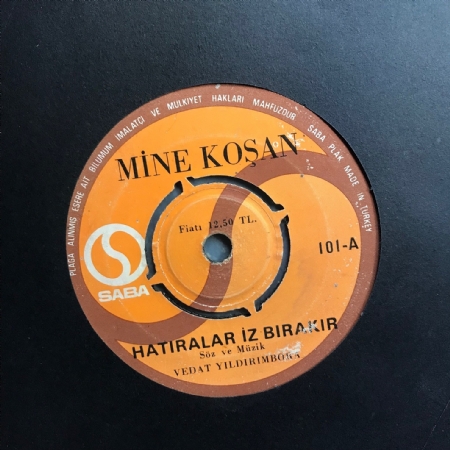 PLAĞA ALINMIŞ ESERE AİT BİLUMUM İMALATCI VE MÜLKİYET HAKLARI MAHFUZDUR SABA PLAK MADE IN TURKEY
MİNE KOŞAN
Fiatı 12,50 TL.
101-A
SABA
HATIRALAR İZ BIRAKIR
Söz ve Müzik
VEDAT YILDIRIMBORA